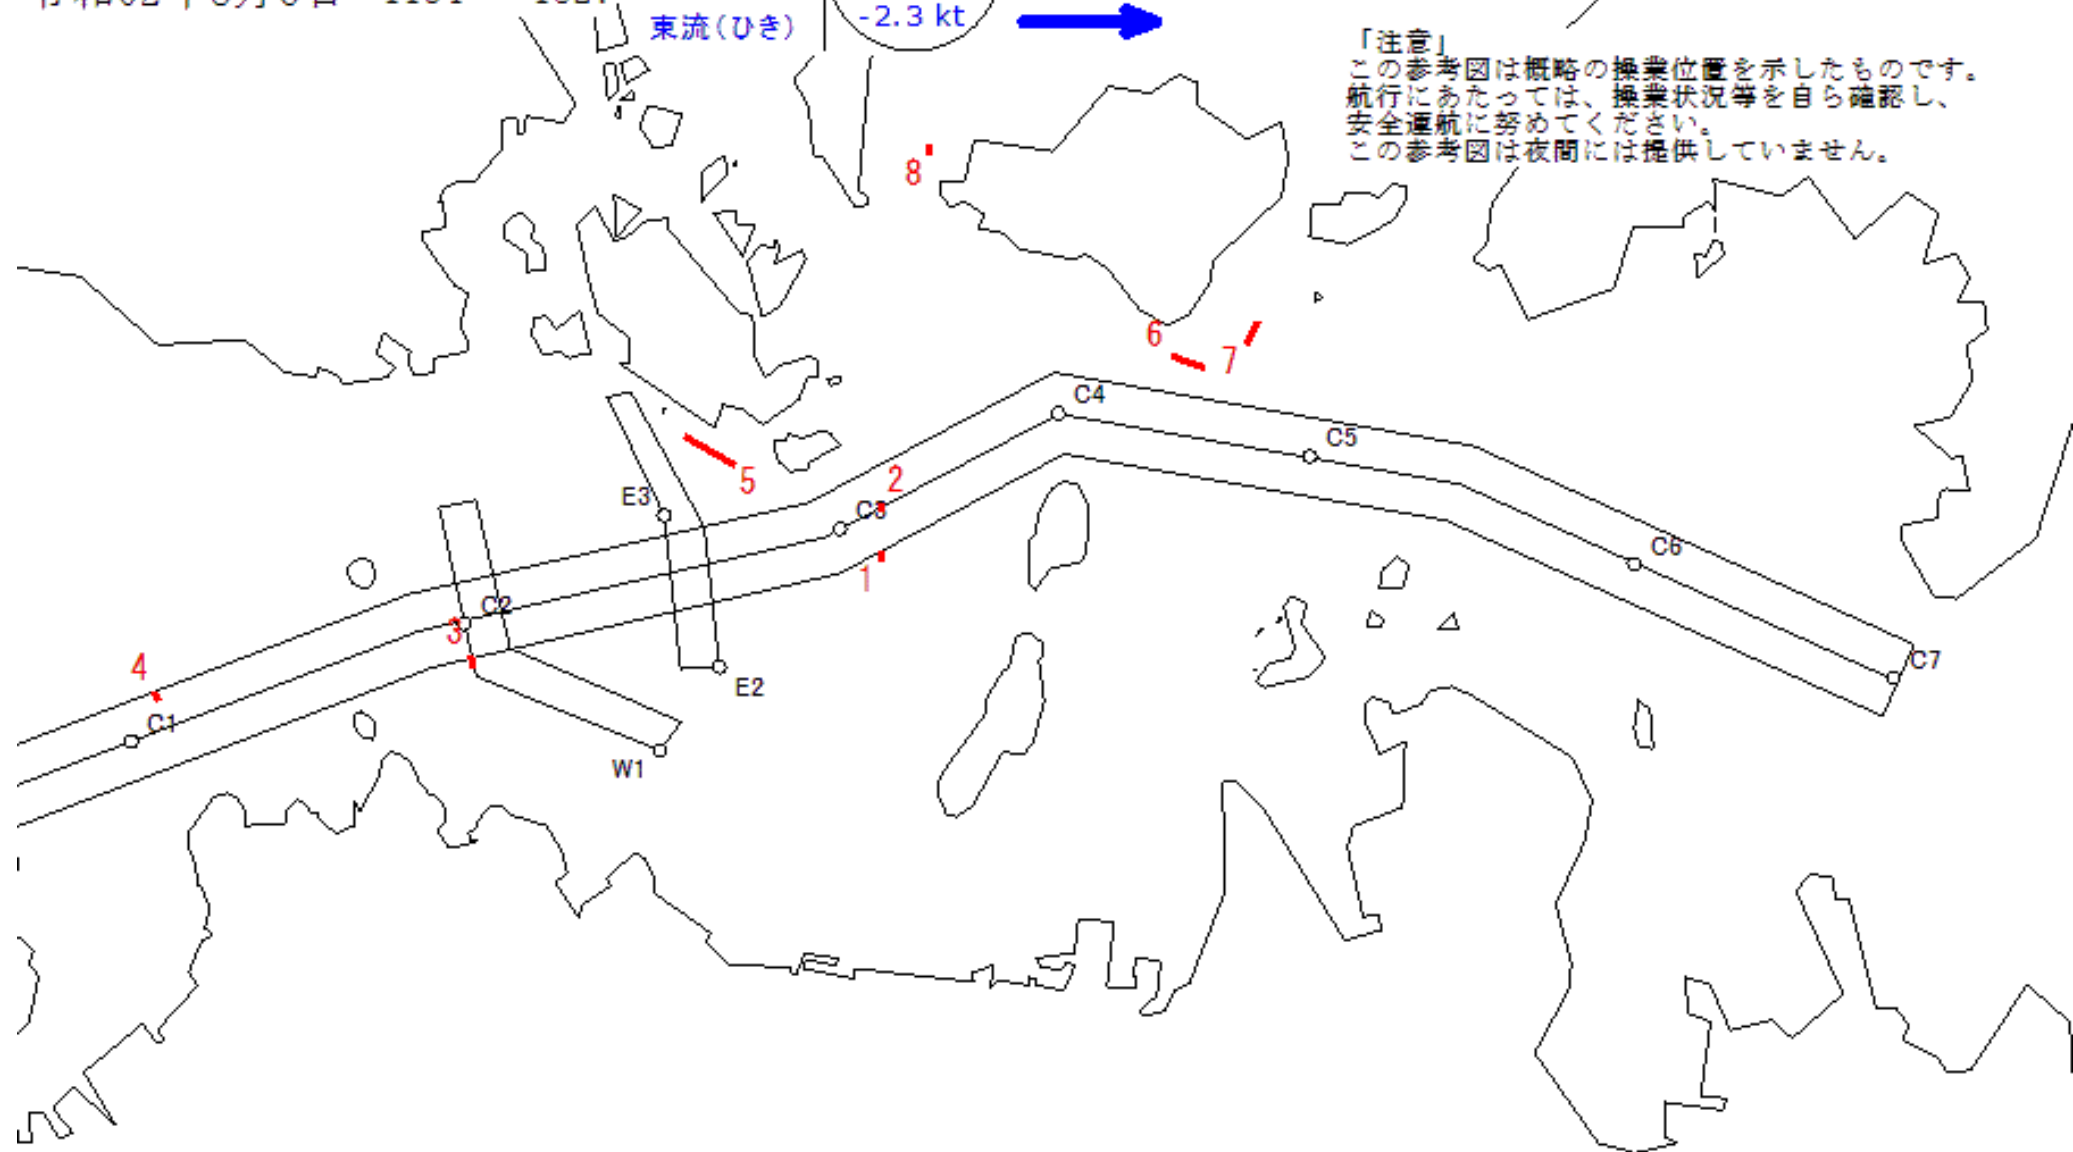 東流(ひき)
-2.3 kt
「注意」
この参考図は概略の操業位置を示したものです。
航行にあたっては、操業状況等を自ら確認し、
安全運航に努めてください。
この参考図は夜間には提供していません。
8
6
7
C4
C5
5
2
E3
C3
1
C6
C2
3
4
C1
E2
C7
W1